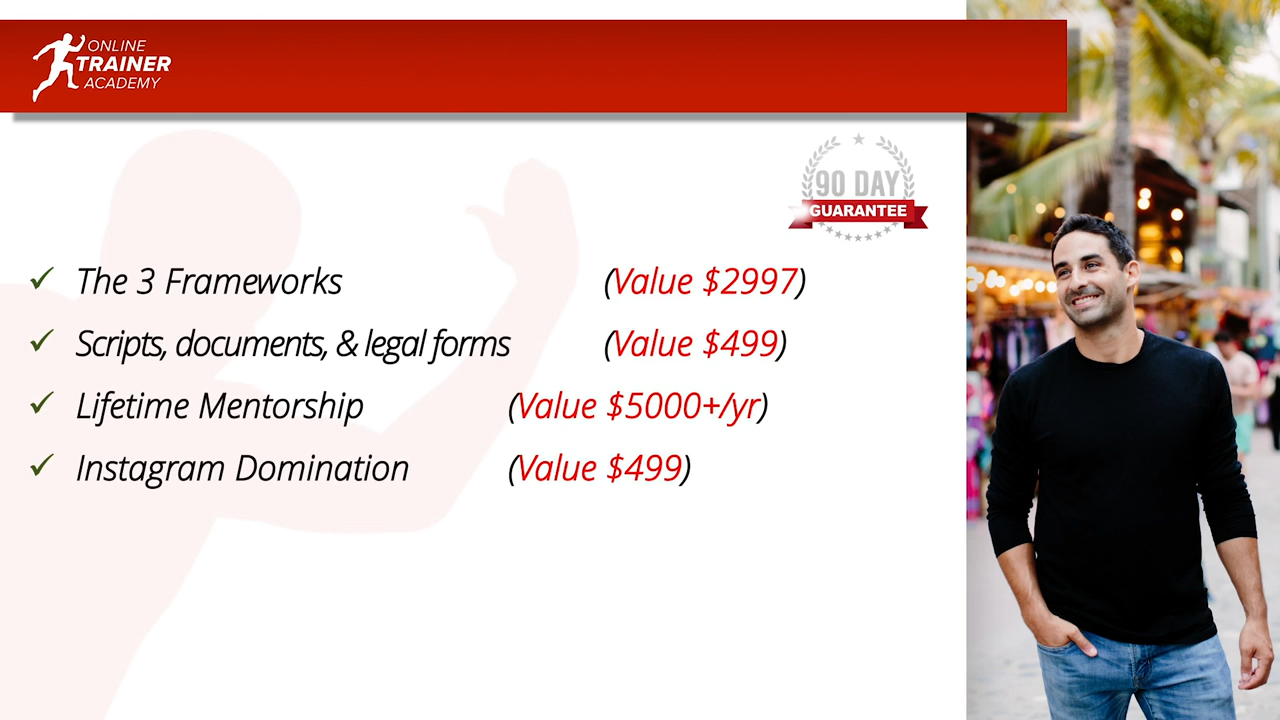 ONLINE
TRAINER
ACADEMY
90 DAY
GUARANTEE
The 3 Frameworks (Value $2997)
Scripts, documents, & legal forms (Value $499)
Lifetime Mentorship (Value $5000+/yr)
Instagram Domination (Value $499)